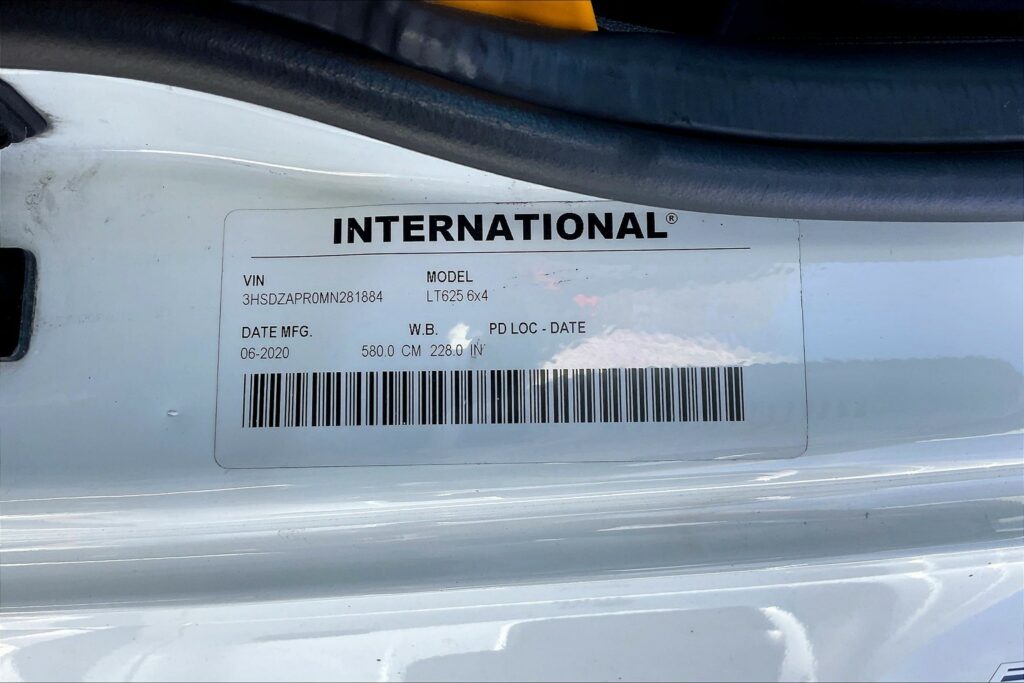 INTERNATIONAL®
VIN MODEL
3HSDZAPR0MN281884 LT625 6x4
DATE MFG. W.B. PD LOC - DATE
06-2020 580.0 CM 228.0 IN